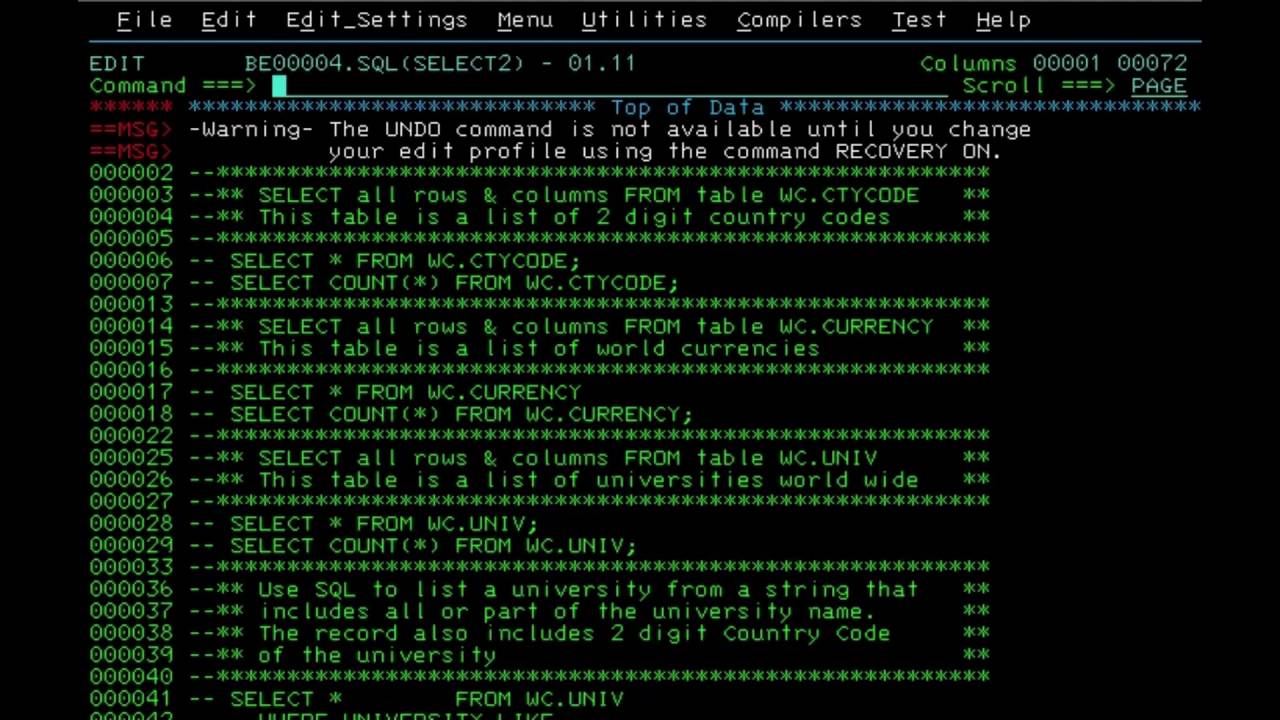 File Edit Edit_Settings Menu Utilities Compilers Test Help
EDIT BE00004.SQL(SELECT2) - 01.11 Columns 00001 00072
Command ===> Scroll ===> PAGE
****** ***************************** Top of Data ******************************
==MSG> -Warning- The UNDO command is not available until you change
==MSG> your edit profile using the command RECOVERY ON.
000002 --*******************************************************
000003 --** SELECT all rows & columns FROM table WC.CTYCODE **
000004 --** This table is a list of 2 digit country codes **
000005 --*******************************************************
000006 -- SELECT * FROM WC.CTYCODE;
000007 -- SELECT COUNT(*) FROM WC.CTYCODE;
000013 --*******************************************************
000014 --** SELECT all rows & columns FROM table WC.CURRENCY **
000015 --** This table is a list of world currencies **
000016 --*******************************************************
000017 -- SELECT * FROM WC.CURRENCY
000018 -- SELECT COUNT(*) FROM WC.CURRENCY;
000022 --*******************************************************
000025 --** SELECT all rows & columns FROM table WC.UNIV **
000026 --** This table is a list of universities world wide **
000027 --*******************************************************
000028 -- SELECT * FROM WC.UNIV;
000029 -- SELECT COUNT(*) FROM WC.UNIV;
000033 --*******************************************************
000036 --** Use SQL to list a university from a string that **
000037 --** includes all or part of the university name. **
000038 --** The record also includes 2 digit Country Code **
000039 --** of the university **
000040 --*******************************************************
000041 -- SELECT * FROM WC.UNIV
000042 WHERE UNIVERSITY LIKE